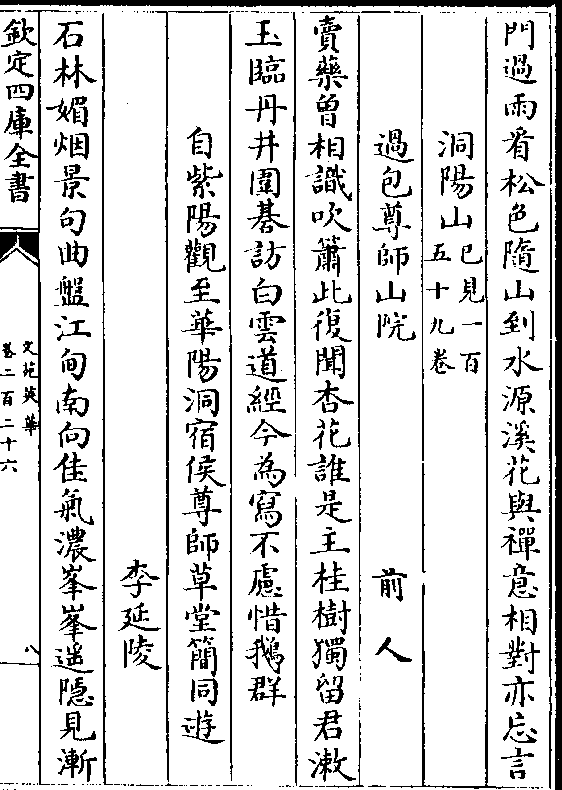 門過雨看松色隨山到水源溪花與禪意相對亦忘言
洞陽山已見一百五十九卷
過包尊師山院　前人
賣藥曾相識吹簫此復聞杏花誰是主桂樹獨留君漱
玉臨丹井圍碁訪白雲道經今為寫不慮惜鵝群
自紫陽觀至華陽洞宿侯尊師草堂簡同遊
李延陵
石林媚烟景句曲盤江甸南向佳氣濃峯峯遥隠見漸
欽定四庫全書
文苑英華
卷二百二十六
八